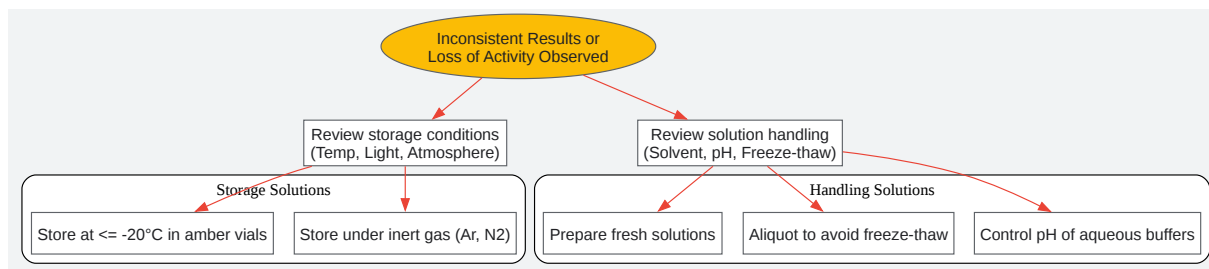 Inconsistent Results or
Loss of Activity Observed
Review storage conditions
(Temp, Light, Atmosphere)
Review solution handling
(Solvent, pH, Freeze-thaw)
Storage Solutions
Handling Solutions
Store at <= -20°C in amber vials
Store under inert gas (Ar, N2)
Prepare fresh solutions
Aliquot to avoid freeze-thaw
Control pH of aqueous buffers